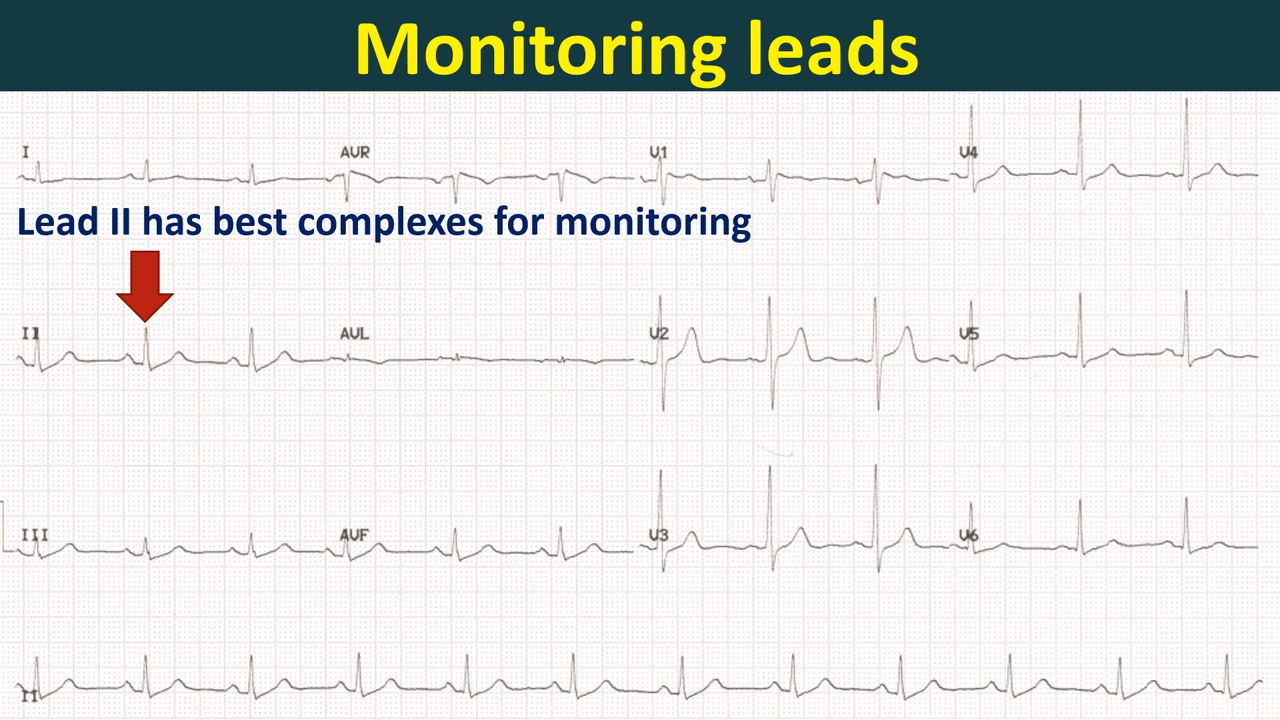 Monitoring leads
I AVR V1 V4
Lead II has best complexes for monitoring
II AVL V2 V5
III AVF V3 V6
II